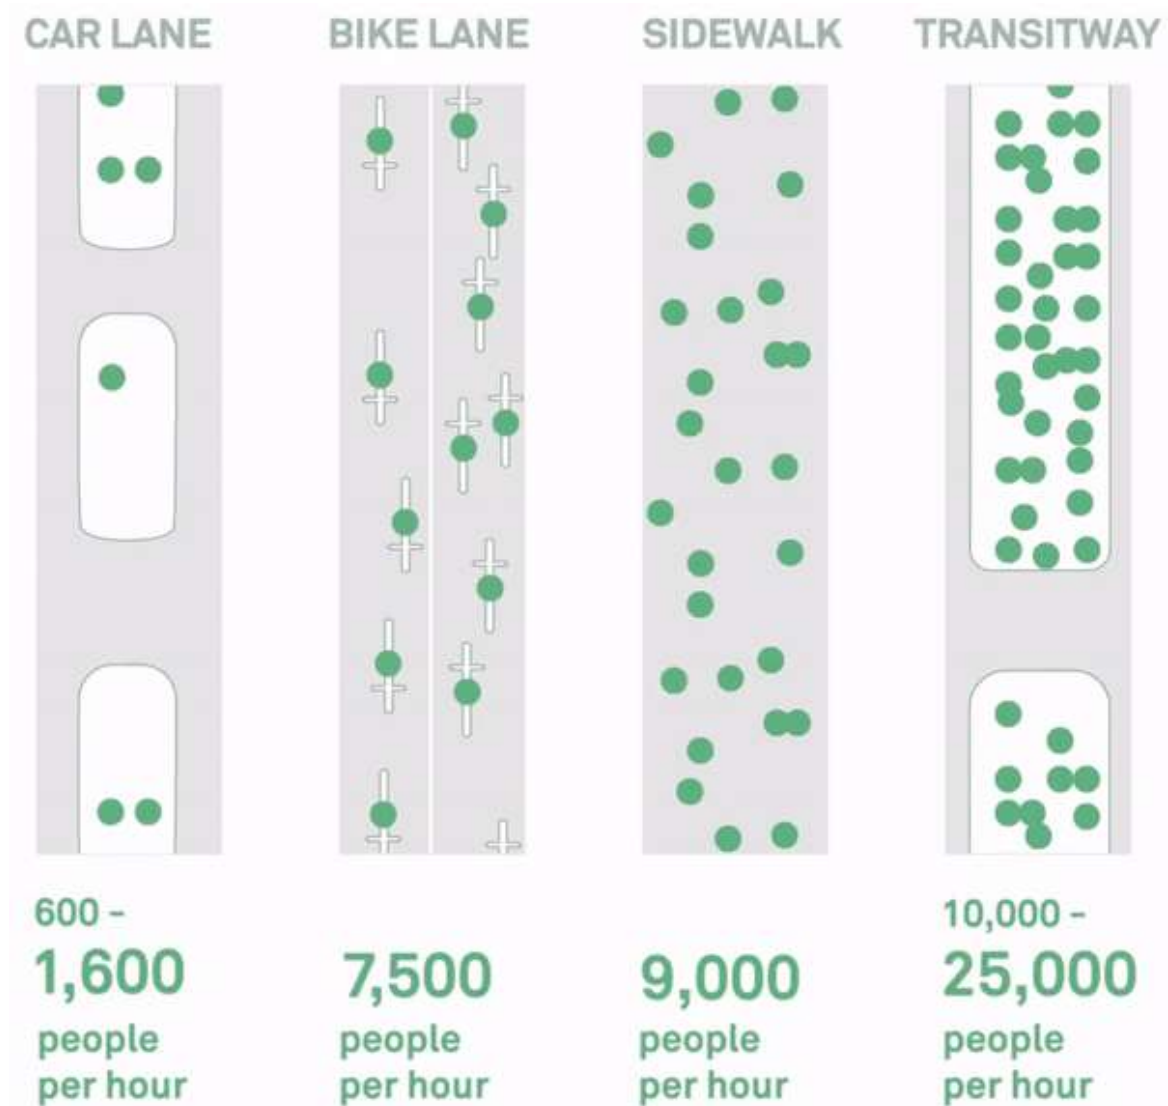 CAR LANE
BIKE LANE
SIDEWALK
TRANSITWAY
600 -
1,600
people
per hour
7,500
people
per hour
9,000
people
per hour
10,000 -
25,000
people
per hour